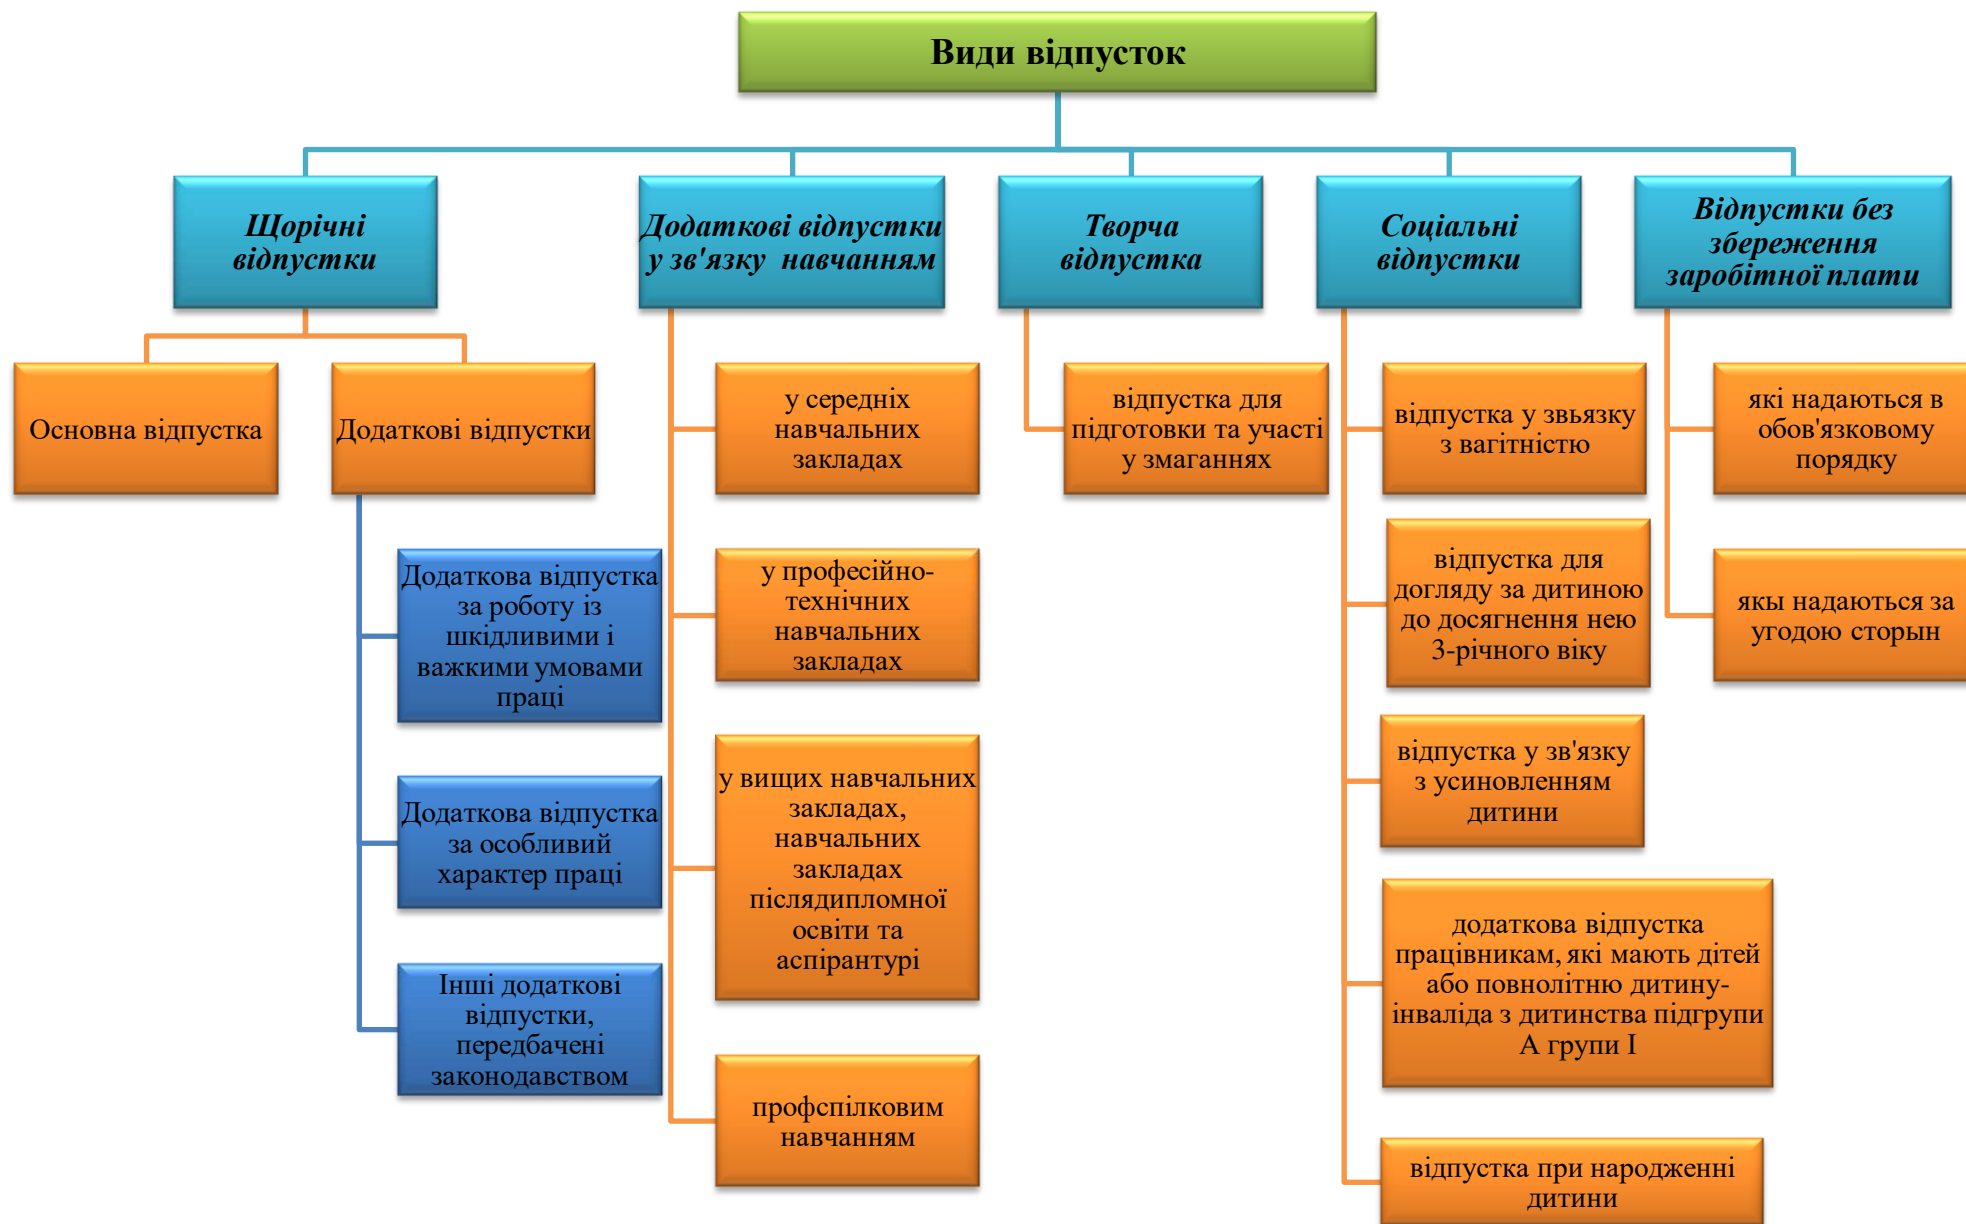 Види відпусток
Щорічні
відпустки
Основна відпустка
Додаткові відпустки
Додаткова відпустка
за роботу із
шкідливими і
важкими умовами
праці
Додаткова відпустка
за особливий
характер праці
Інші додаткові
відпустки,
передбачені
законодавством
Додаткові відпустки
у зв'язку навчанням
у середніх
навчальних
закладах
у професійно-
технічних
навчальних
закладах
у вищих навчальних
закладах,
навчальних
закладах
післядипломної
освіти та
аспірантурі
профспілковим
навчанням
Творча
відпустка
відпустка для
підготовки та участі
у змаганнях
Соціальні
відпустки
відпустка у звьязку
з вагітністю
відпустка для
догляду за дитиною
до досягнення нею
3-річного віку
відпустка у зв'язку
з усиновленням
дитини
додаткова відпустка
працівникам, які мають дітей
або повнолітню дитину-
інваліда з дитинства підгрупи
А групи І
відпустка при народженні
дитини
Відпустки без
збереження
заробітної плати
які надаються в
обов'язковому
порядку
якы надаються за
угодою сторын